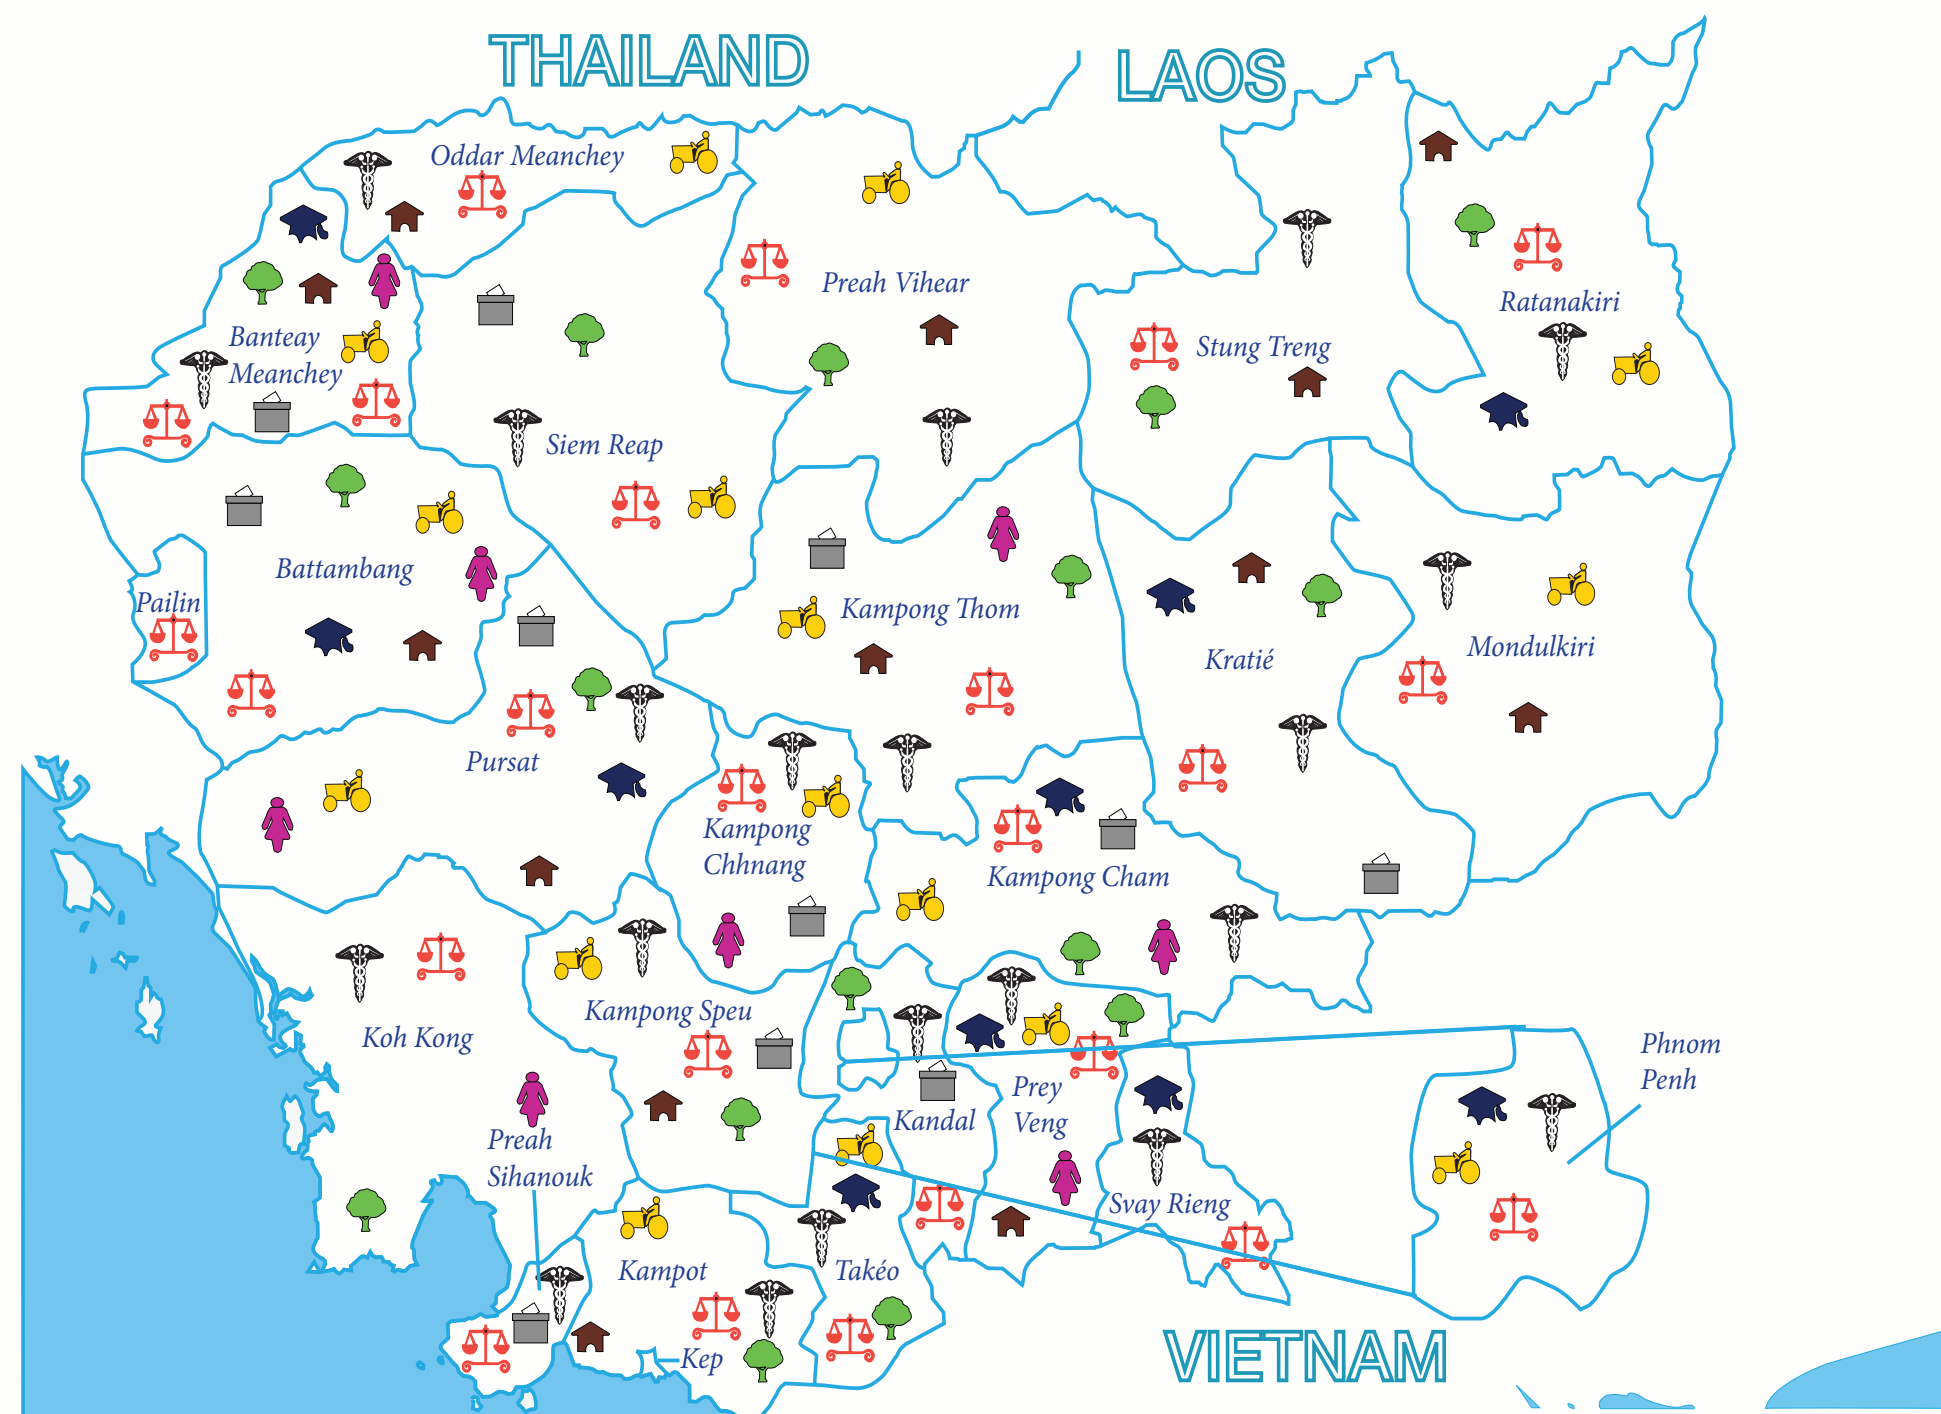 THAILAND
LAOS
Oddar Meanchey
Preah Vihear
Ratanakiri
Banteay
Meanchey
Stung Treng
Siem Reap
Battambang
Pailin
Kampong Thom
Kratié
Mondulkiri
Pursat
Kampong
Chhnang
Kampong Cham
Kampong Speu
Koh Kong
Phnom
Penh
Prey
Veng
Kandal
Preah
Sihanouk
Svay Rieng
Kampot
Takéo
Kep
VIETNAM